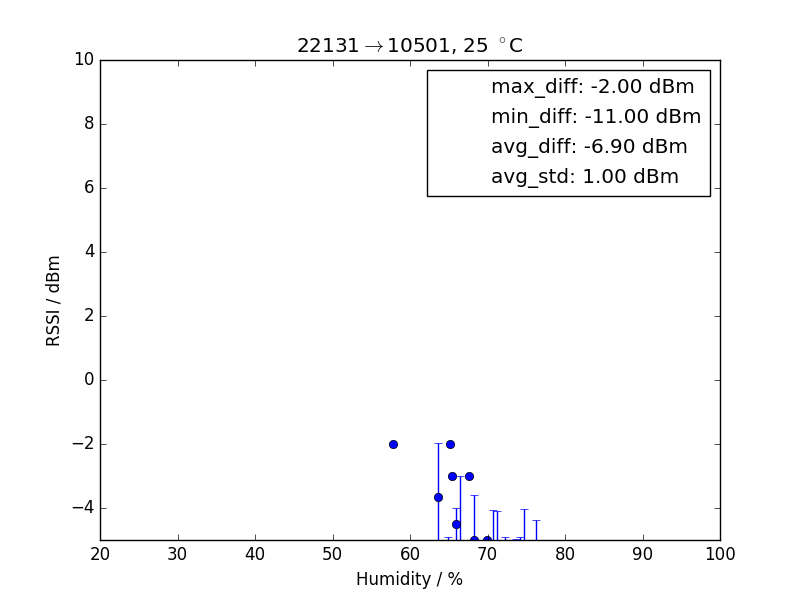 22131→10501, 25 °C
max_diff: -2.00 dBm
min_diff: -11.00 dBm
avg_diff: -6.90 dBm
avg_std: 1.00 dBm
RSSI / dBm
10
8
6
4
2
0
−2
−4
20 30 40 50 60 70 80 90 100
Humidity / %